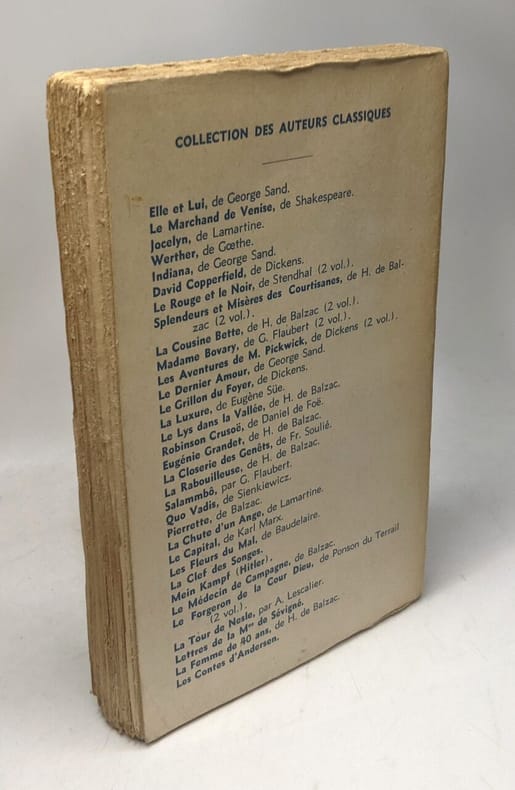 COLLECTION DES AUTEURS CLASSIQUES
Elle et Lui, de George Sand.
Le Marchand de Venise, de Shakespeare.
Jocelyn, de Lamartine.
Werther, de Gœthe.
Indiana, de George Sand.
David Copperfield, de Dickens.
Le Rouge et le Noir, de Stendhal (2 vol.).
Splendeurs et Misères des Courtisanes, de H. de Bal-
zac (2 vol.).
La Cousine Bette, de H. de Balzac (2 vol.).
Madame Bovary, de G. Flaubert (2 vol.).
Les Aventures de M. Pickwick, de Dickens (2 vol.).
Le Dernier Amour, de George Sand.
Le Grillon du Foyer, de Dickens.
La Luxure, de Eugène Süe.
Le Lys dans la Vallée, de H. de Balzac.
Robinson Crusoë, de Daniel de Foë.
Eugénie Grandet, de H. de Balzac.
La Closerie des Genêts, de Fr. Soulié.
La Rabouilleuse, de H. de Balzac.
Salammbô, par G. Flaubert.
Quo Vadis, de Sienkiewicz.
Pierrette, de Balzac.
La Chute d'un Ange, de Lamartine.
Le Capital, de Karl Marx.
Les Fleurs du Mal, de Baudelaire.
La Clef des Songes.
Mein Kampf (Hitler).
Le Médecin de Campagne, de Balzac.
Le Forgeron de la Cour Dieu, de Ponson du Terrail
(2 vol.).
La Tour de Nesle, par A. Lescalier.
Lettres de la Mme de Sévigné.
La Femme de 40 ans, de H. de Balzac.
Les Contes d'Andersen.